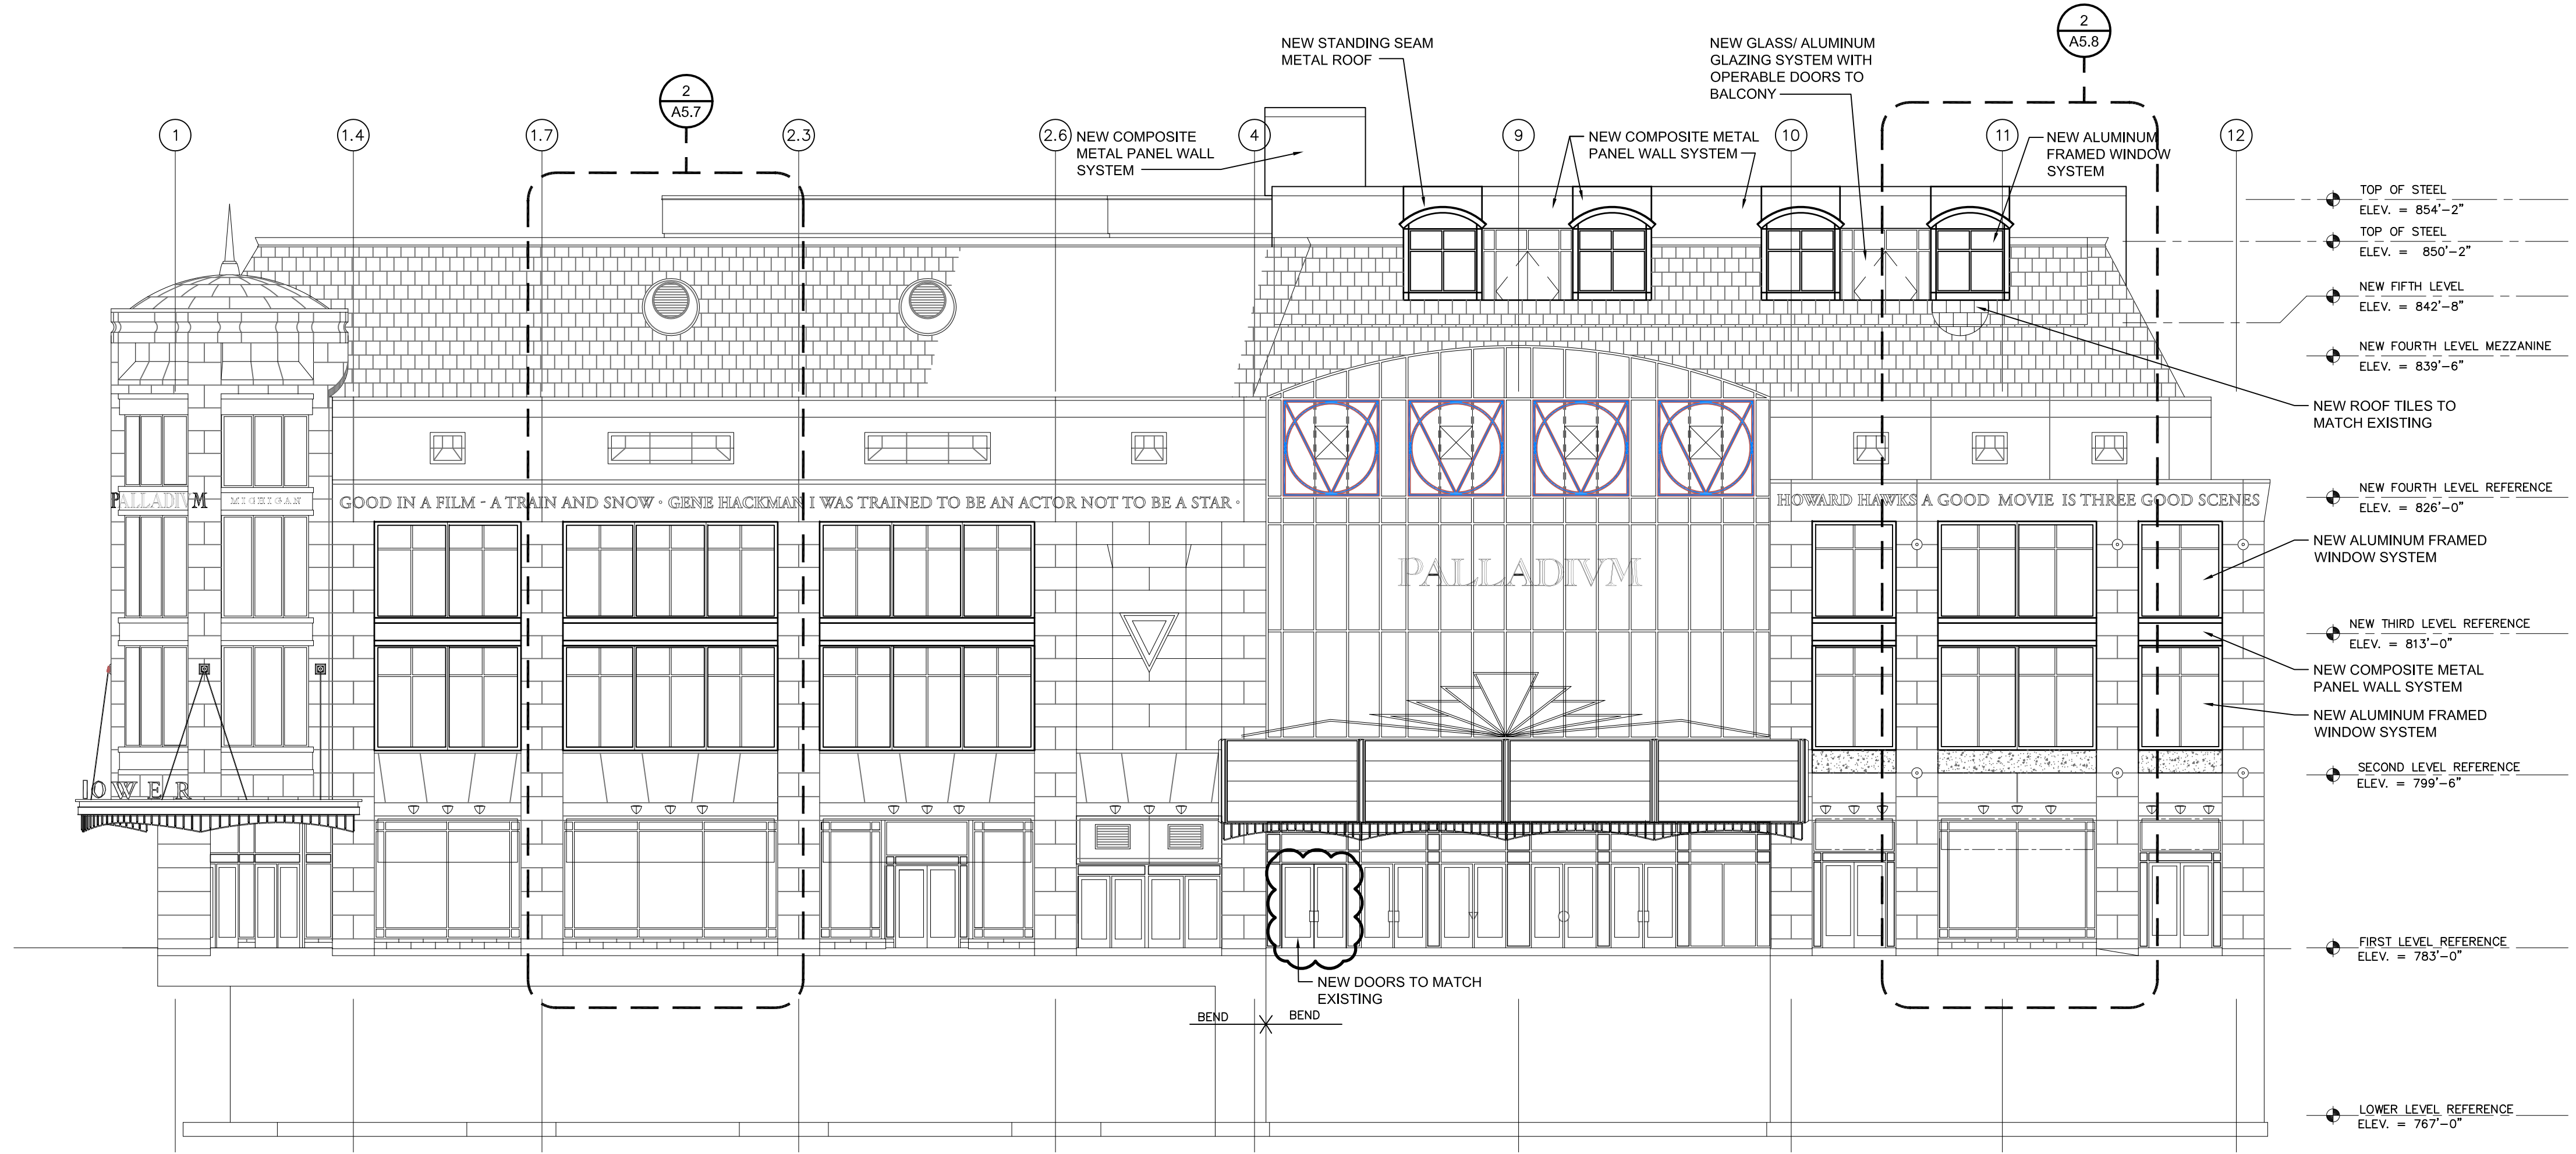 2
A5.8
NEW STANDING SEAM
METAL ROOF
NEW GLASS/ ALUMINUM
GLAZING SYSTEM WITH
OPERABLE DOORS TO
BALCONY
2
A5.7
1
1.4
1.7
2.3
2.6
NEW COMPOSITE
METAL PANEL WALL
SYSTEM
4
9
NEW COMPOSITE METAL
PANEL WALL SYSTEM
10
11
NEW ALUMINUM
FRAMED WINDOW
SYSTEM
12
TOP OF STEEL
ELEV. = 854'-2"
TOP OF STEEL
ELEV. = 850'-2"
NEW FIFTH LEVEL
ELEV. = 842'-8"
NEW FOURTH LEVEL MEZZANINE
ELEV. = 839'-6"
NEW ROOF TILES TO
MATCH EXISTING
PALLADIVM
MICHIGAN
GOOD IN A FILM - A TRAIN AND SNOW · GENE HACKMAN I WAS TRAINED TO BE AN ACTOR NOT TO BE A STAR ·
HOWARD HAWKS A GOOD MOVIE IS THREE GOOD SCENES
NEW FOURTH LEVEL REFERENCE
ELEV. = 826'-0"
NEW ALUMINUM FRAMED
WINDOW SYSTEM
PALLADIVM
NEW THIRD LEVEL REFERENCE
ELEV. = 813'-0"
NEW COMPOSITE METAL
PANEL WALL SYSTEM
NEW ALUMINUM FRAMED
WINDOW SYSTEM
SECOND LEVEL REFERENCE
ELEV. = 799'-6"
OWER
FIRST LEVEL REFERENCE
ELEV. = 783'-0"
NEW DOORS TO MATCH
EXISTING
BEND
BEND
LOWER LEVEL REFERENCE
ELEV. = 767'-0"